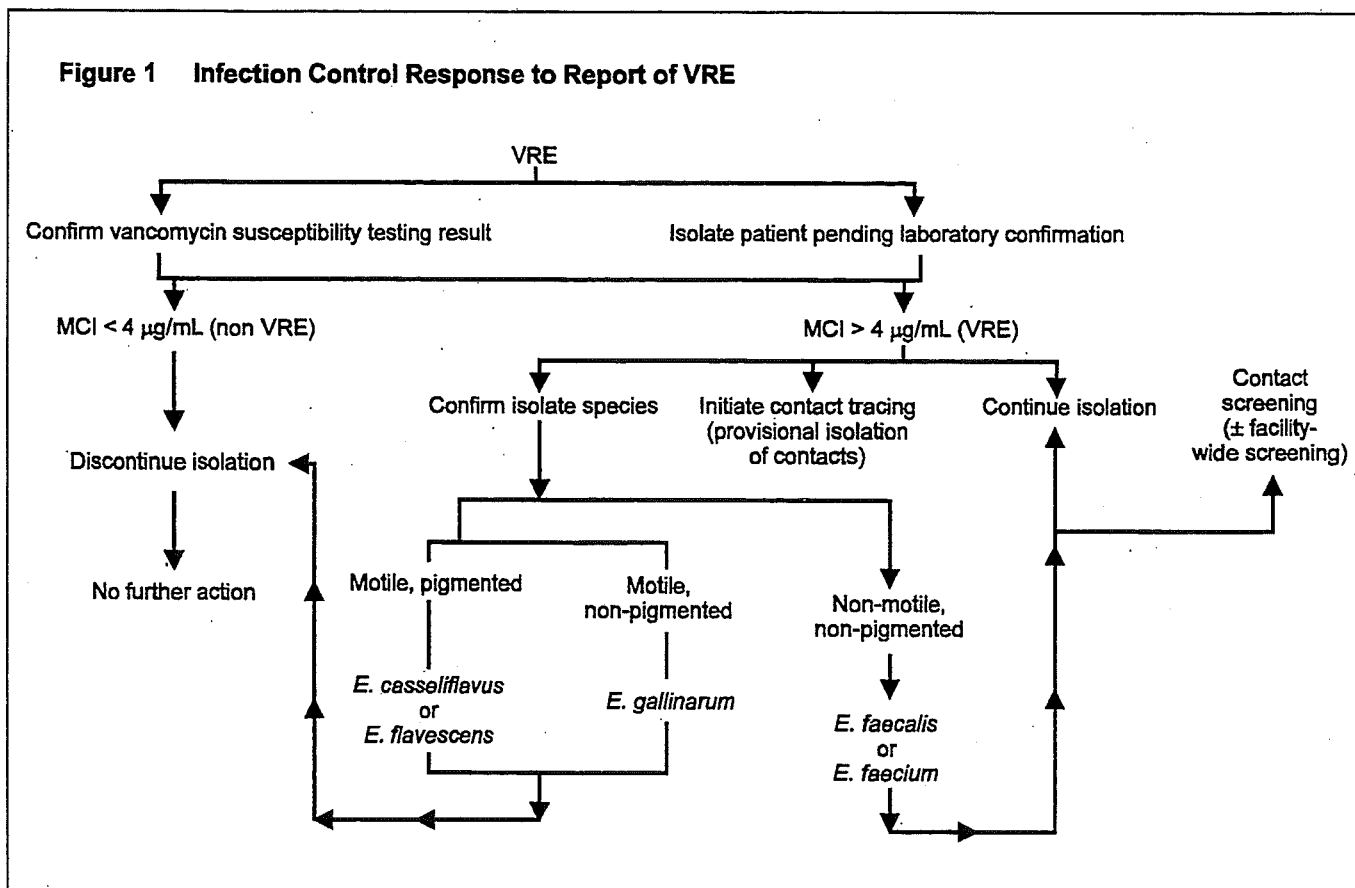 Figure 1 Infection Control Response to Report of VRE
VRE
Confirm vancomycin susceptibility testing result
Isolate patient pending laboratory confirmation
MCI < 4 μg/mL (non VRE)
MCI > 4 μg/mL (VRE)
Confirm isolate species
Initiate contact tracing
(provisional isolation
of contacts)
Continue isolation
Contact
screening
(± facility-
wide screening)
Discontinue isolation
No further action
Motile, pigmented
Motile,
non-pigmented
Non-motile,
non-pigmented
E. casseliflavus
or
E. flavescens
E. gallinarum
E. faecalis
or
E. faecium